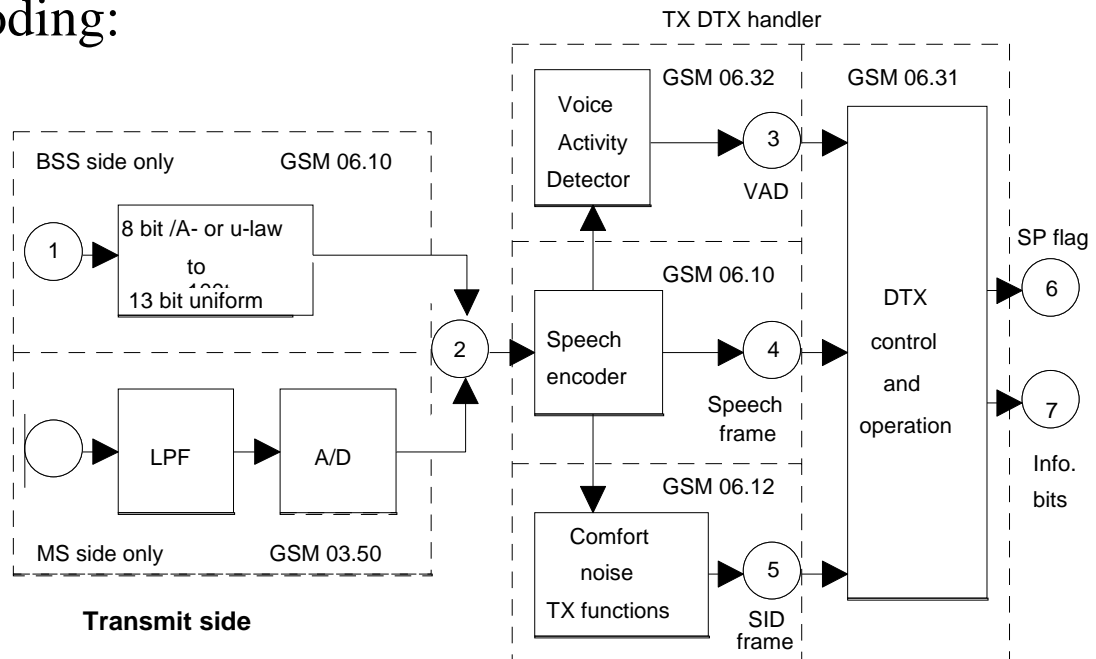 oding:
TX DTX handler
GSM 06.32
GSM 06.31
Voice
Activity
Detector
3
VAD
BSS side only
GSM 06.10
1
8 bit /A- or u-law
to
13 bit uniform
2
GSM 06.10
Speech
encoder
4
Speech
frame
DTX
control
and
operation
SP flag
6
7
Info.
bits
LPF
A/D
MS side only
GSM 03.50
GSM 06.12
Comfort
noise
TX functions
5
SID
frame
Transmit side